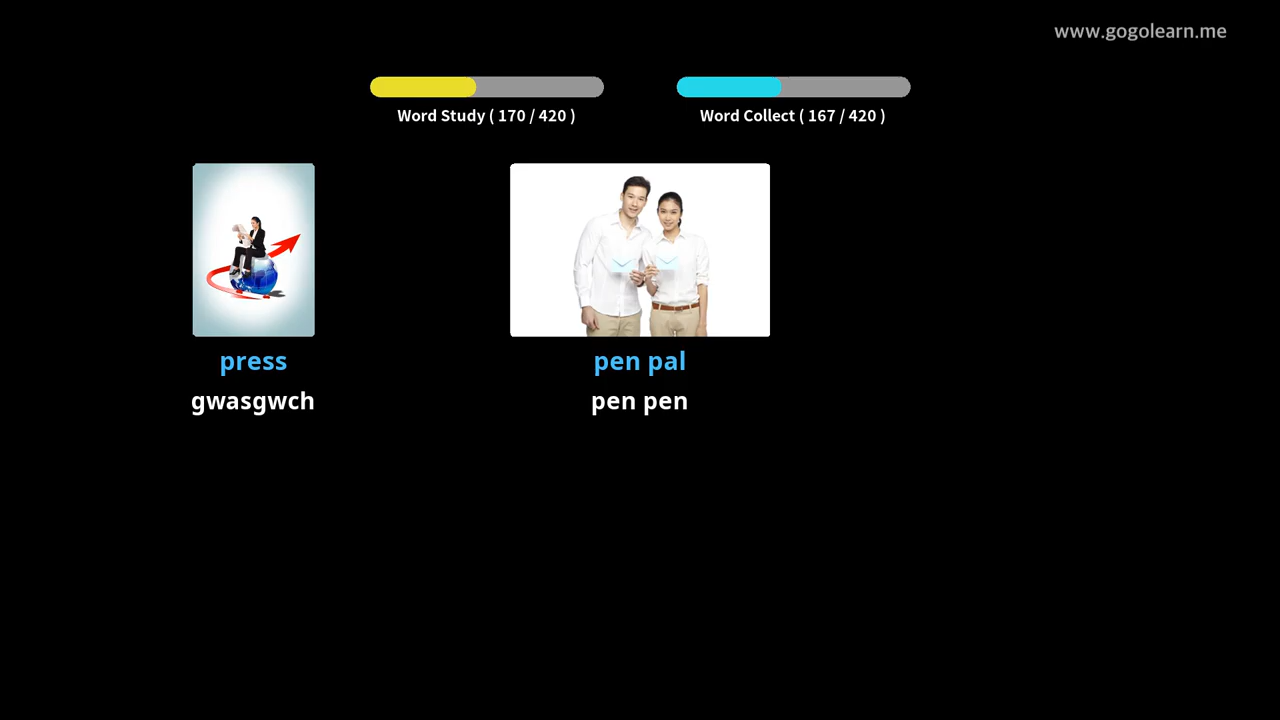 www.gogolearn.me
Word Study ( 170 / 420 )
Word Collect ( 167 / 420 )
press
gwasgwch
pen pal
pen pen